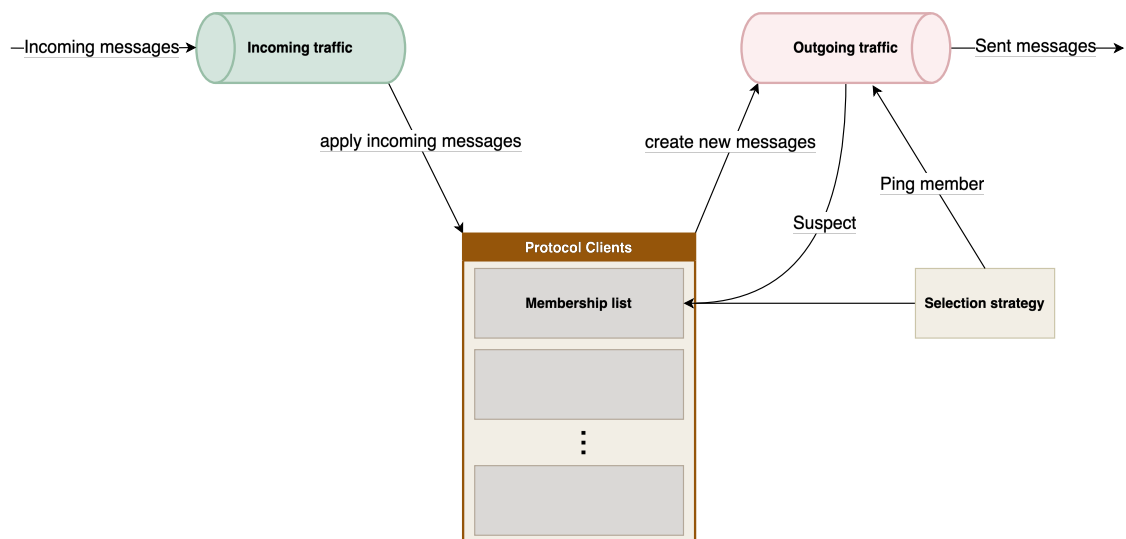 Incoming messages
Incoming traffic
Outgoing traffic
Sent messages
apply incoming messages
create new messages
Ping member
Suspect
Protocol Clients
Membership list
Selection strategy